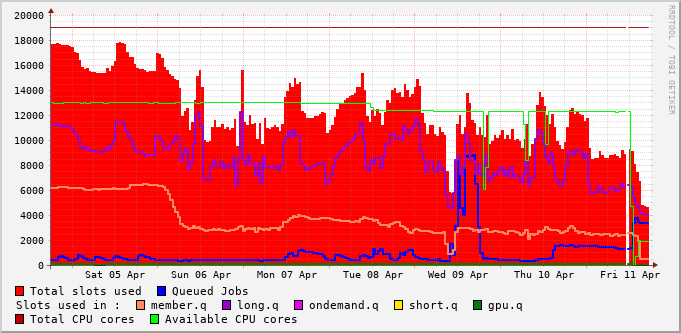 RRDTOOL / TOBI OETIKER
20000
18000
16000
14000
12000
10000
8000
6000
4000
2000
0
Sat 05 Apr Sun 06 Apr Mon 07 Apr Tue 08 Apr Wed 09 Apr Thu 10 Apr Fri 11 Apr
Total slots used Queued Jobs
Slots used in : member.q long.q ondemand.q short.q gpu.q
Total CPU cores Available CPU cores